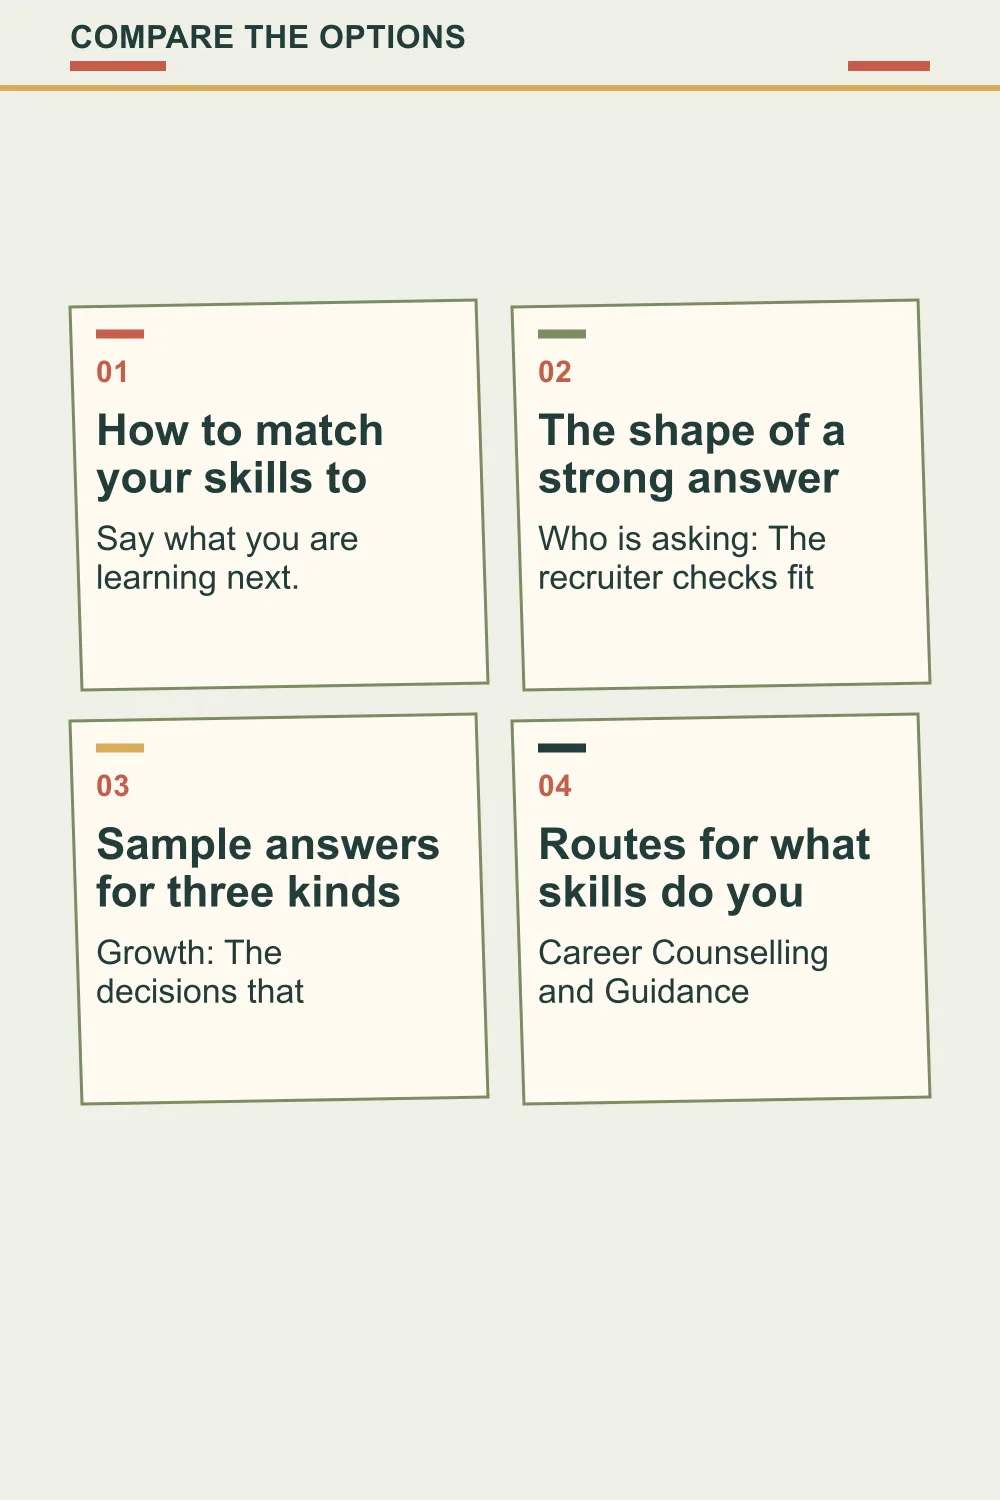 COMPARE THE OPTIONS
01
How to match
your skills to
Say what you are
learning next.
02
The shape of a
strong answer
Who is asking: The
recruiter checks fit
03
Sample answers
for three kinds
Growth: The
decisions that
04
Routes for what
skills do you
Career Counselling
and Guidance